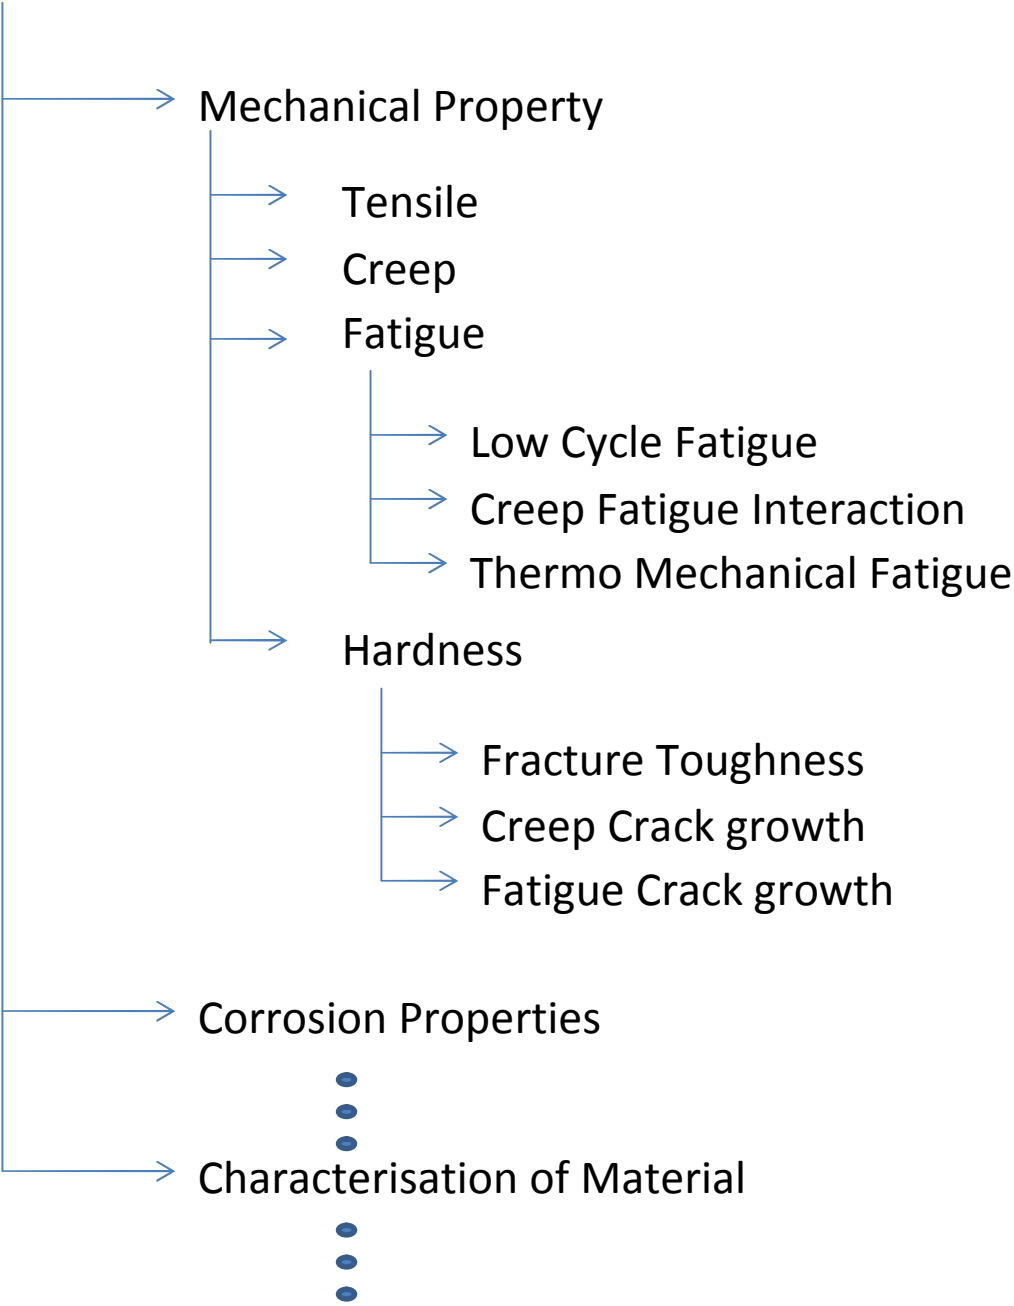 Mechanical Property
Tensile
Creep
Fatigue
Low Cycle Fatigue
Creep Fatigue Interaction
Thermo Mechanical Fatigue
Hardness
Fracture Toughness
Creep Crack growth
Fatigue Crack growth
Corrosion Properties
Characterisation of Material